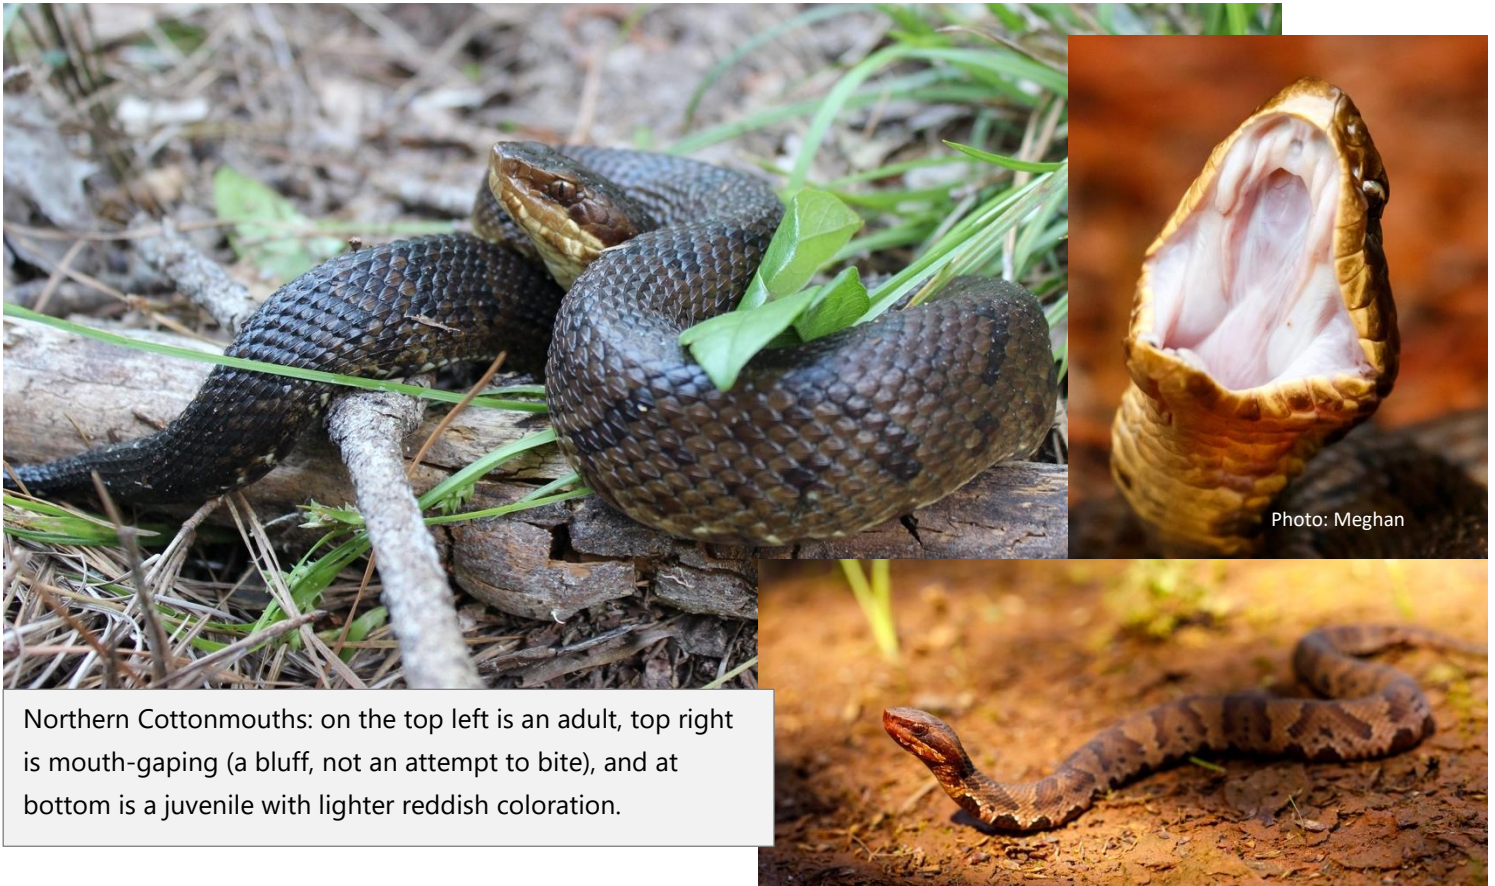 Photo: Meghan
Northern Cottonmouths: on the top left is an adult, top right
is mouth-gaping (a bluff, not an attempt to bite), and at
bottom is a juvenile with lighter reddish coloration.